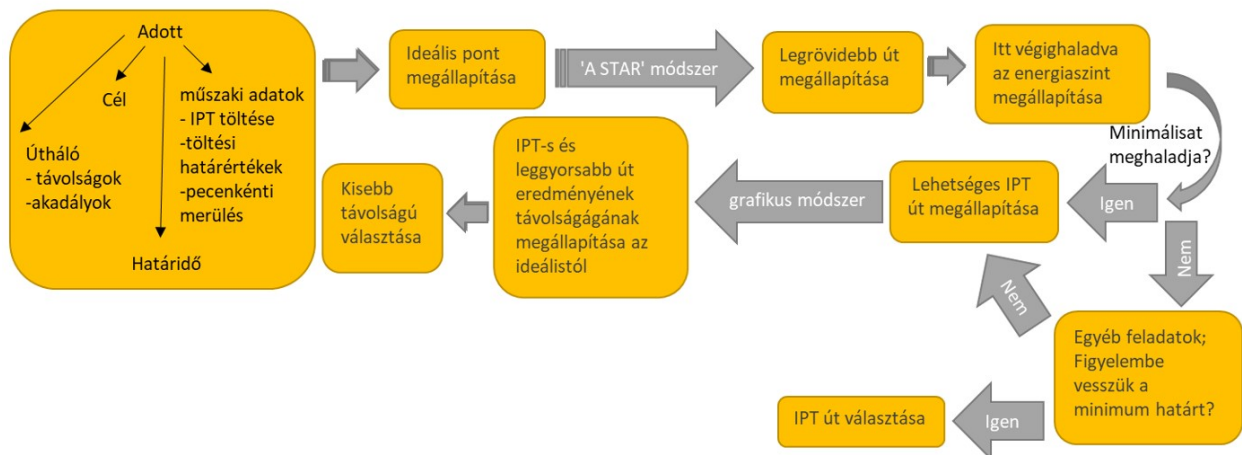 Adott
Cél
Útháló
- távolságok
-akadályok
műszaki adatok
- IPT töltése
-töltési
határértékek
-pecenkénti
merülés
Határidő
Ideális pont
megállapítása
'A STAR' módszer
Legrövidebb út
megállapítása
Itt végighaladva
az energiaszint
megállapítása
Minimálisat
meghaladja?
Igen
Lehetséges IPT
út megállapítása
grafikus módszer
IPT-s és
leggyorsabb út
eredményének
távolságágának
megállapítása az
ideálistól
Kisebb
távolságú
választása
Nem
Egyéb feladatok;
Figyelembe
vesszük a
minimum határt?
Nem
Igen
IPT út választása